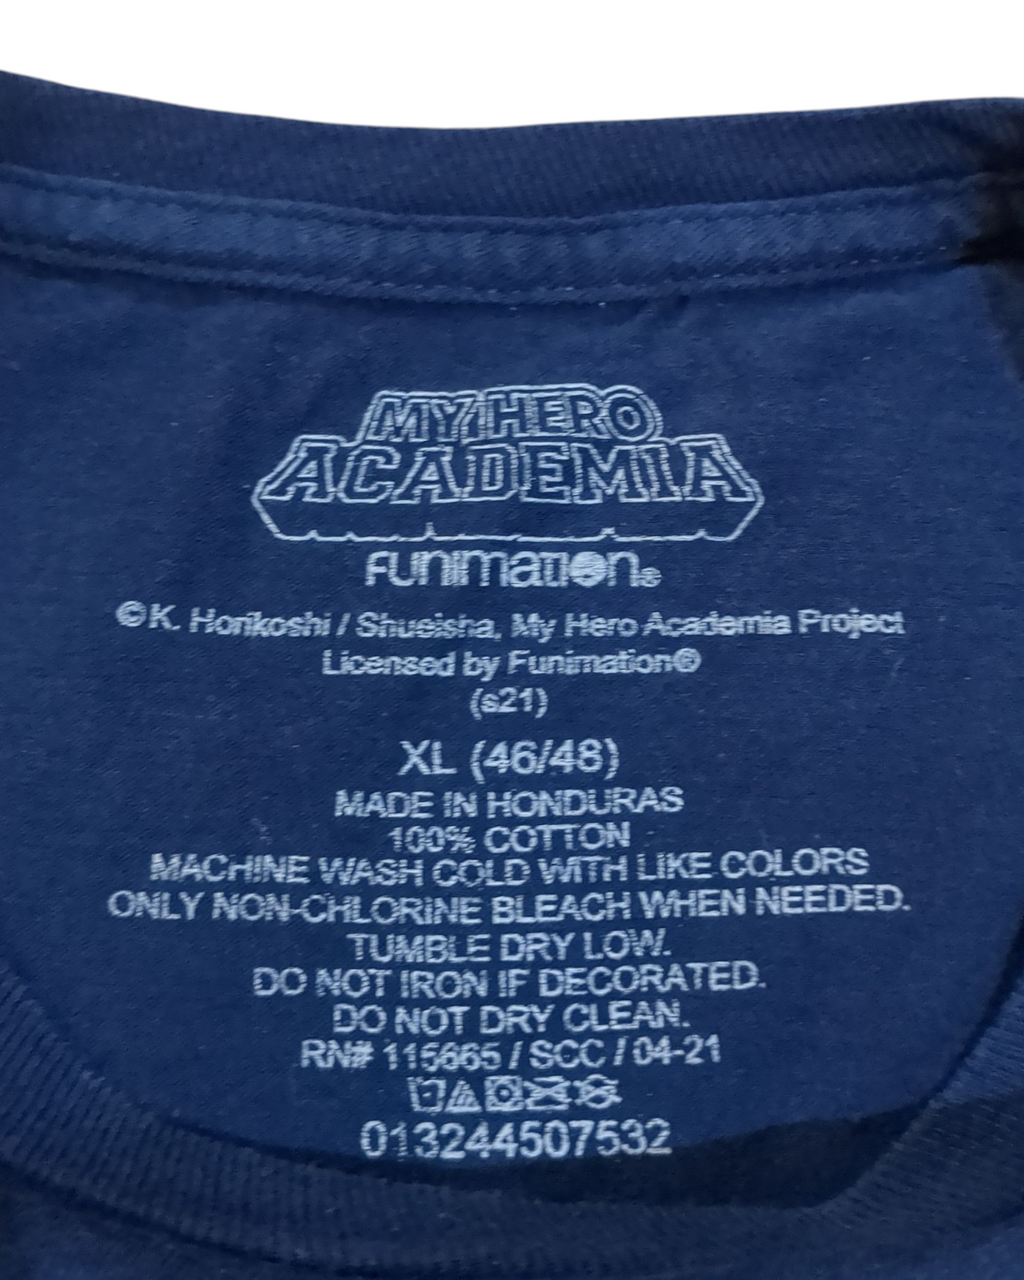 MY HERO
ACADEMIA
FUNIMATION®
©K. Horikoshi / Shueisha, My Hero Academia Project
Licensed by Funimation®
(s21)
XL (46/48)
MADE IN HONDURAS
100% COTTON
MACHINE WASH COLD WITH LIKE COLORS
ONLY NON-CHLORINE BLEACH WHEN NEEDED.
TUMBLE DRY LOW.
DO NOT IRON IF DECORATED.
DO NOT DRY CLEAN.
RN# 115665 / SCC / 04-21
013244507532